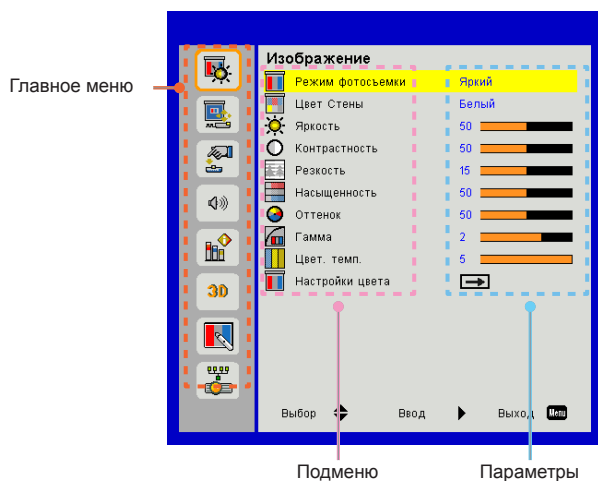 Изображение
Главное меню
Режим фотосъемки Яркий
Цвет Стены Белый
Яркость 50
Контрастность 50
Резкость 15
Насыщенность 50
Оттенок 50
Гамма 2
Цвет. темп. 5
Настройки цвета
3D
Выбор Ввод Выход Menu
Подменю Параметры